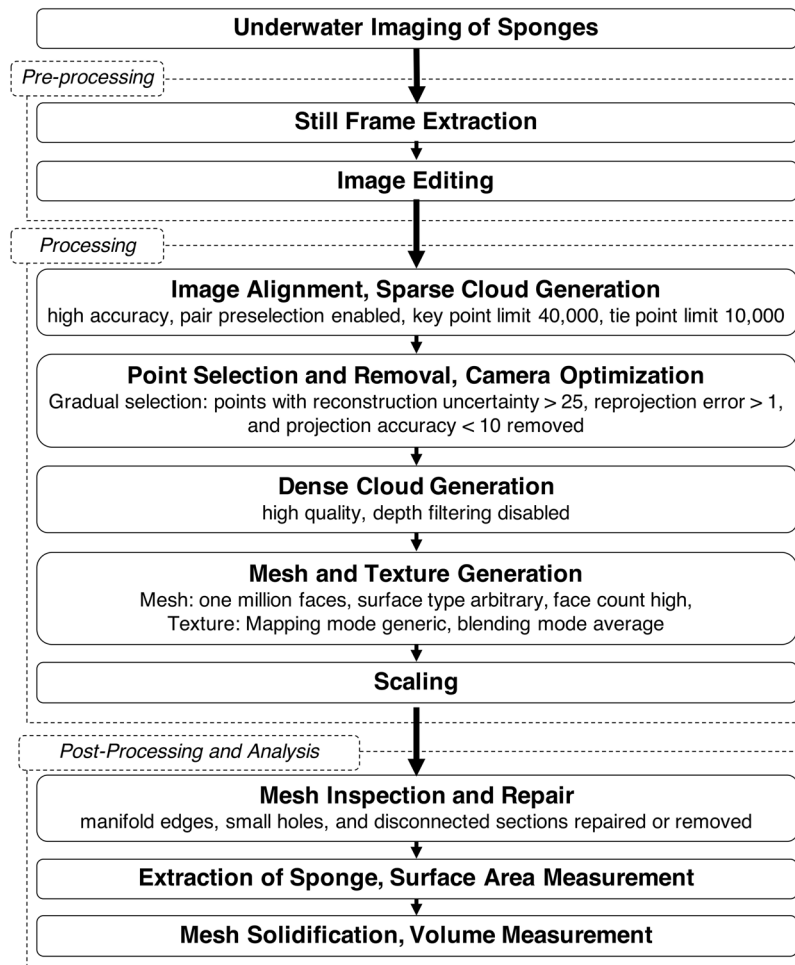 Underwater Imaging of Sponges
Pre-processing
Still Frame Extraction
Image Editing
Processing
Image Alignment, Sparse Cloud Generation
high accuracy, pair preselection enabled, key point limit 40,000, tie point limit 10,000
Point Selection and Removal, Camera Optimization
Gradual selection: points with reconstruction uncertainty > 25, reprojection error > 1,
and projection accuracy < 10 removed
Dense Cloud Generation
high quality, depth filtering disabled
Mesh and Texture Generation
Mesh: one million faces, surface type arbitrary, face count high,
Texture: Mapping mode generic, blending mode average
Scaling
Post-Processing and Analysis
Mesh Inspection and Repair
manifold edges, small holes, and disconnected sections repaired or removed
Extraction of Sponge, Surface Area Measurement
Mesh Solidification, Volume Measurement